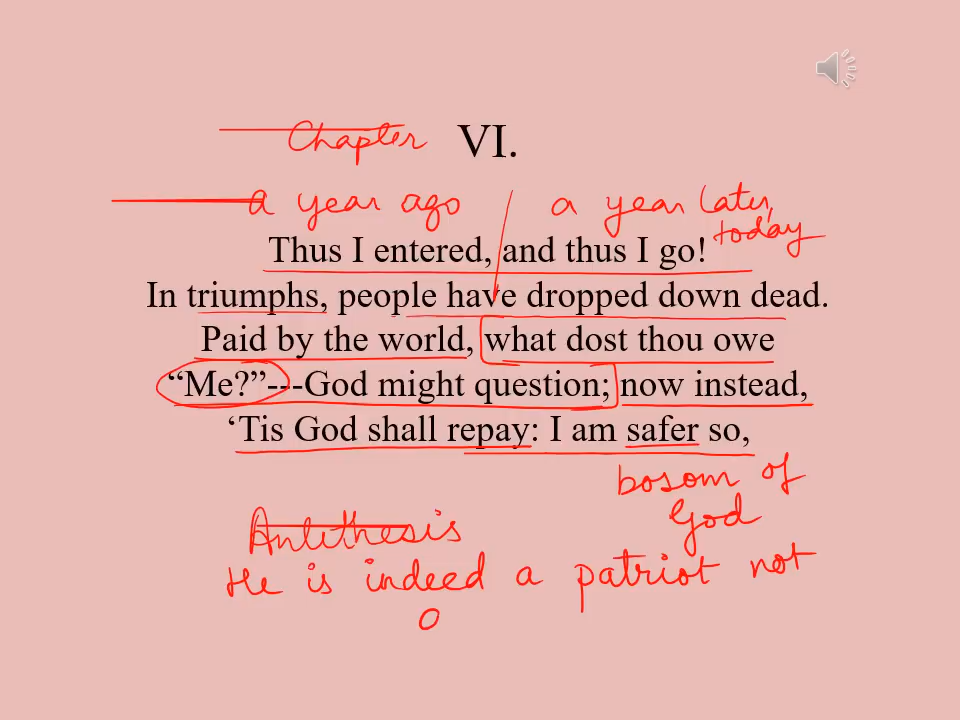 Chapter VI.
a year ago / a year later,
today
Thus I entered, and thus I go!
In triumphs, people have dropped down dead.
Paid by the world, what dost thou owe
“Me?”---God might question; now instead,
‘Tis God shall repay: I am safer so,
bosom of
God
Antethesis
He is indeed a patriot not
o